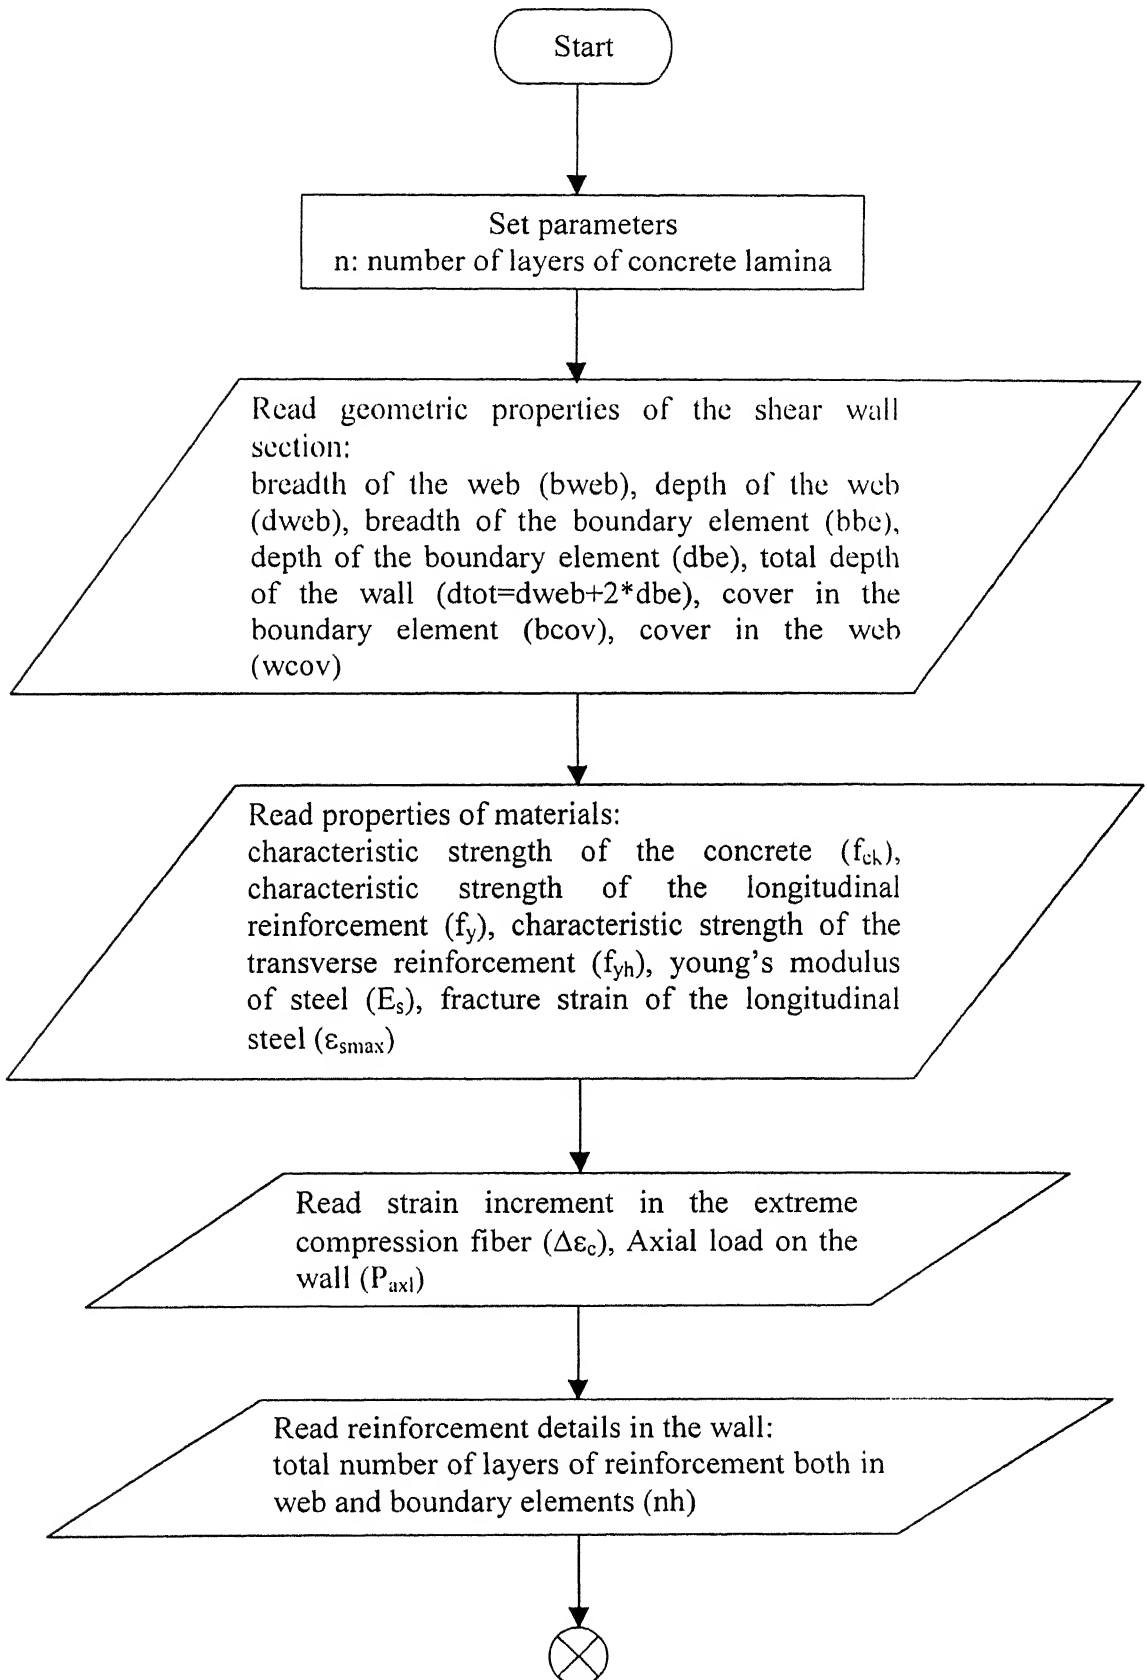 Start
Set parameters
n: number of layers of concrete lamina
Read geometric properties of the shear wall
section:
breadth of the web (bweb), depth of the web
(dweb), breadth of the boundary element (bbe),
depth of the boundary element (dbe), total depth
of the wall (dtot=dweb+2*dbe), cover in the
boundary element (bcov), cover in the web
(wcov)
Read properties of materials:
characteristic strength of the concrete (fck),
characteristic strength of the longitudinal
reinforcement (fy), characteristic strength of the
transverse reinforcement (fyh), young's modulus
of steel (Es), fracture strain of the longitudinal
steel (εsmax)
Read strain increment in the extreme
compression fiber (Δεc), Axial load on the
wall (Paxl)
Read reinforcement details in the wall:
total number of layers of reinforcement both in
web and boundary elements (nh)